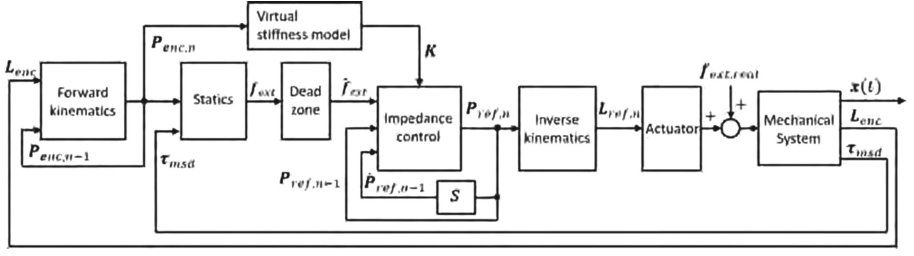 Virtual
stiffness model
P_enc,n
K
L_enc
Forward
kinematics
P_enc,n−1
Statics
f_ext
Dead
zone
f̂_ext
τ_msd
Impedance
control
P_ref,n
P_ref,n−1
Ṗ_ref,n−1
S
Inverse
kinematics
L_ref,n
Actuator
f_ext,real
+
+
Mechanical
System
x(t)
L_enc
τ_msd